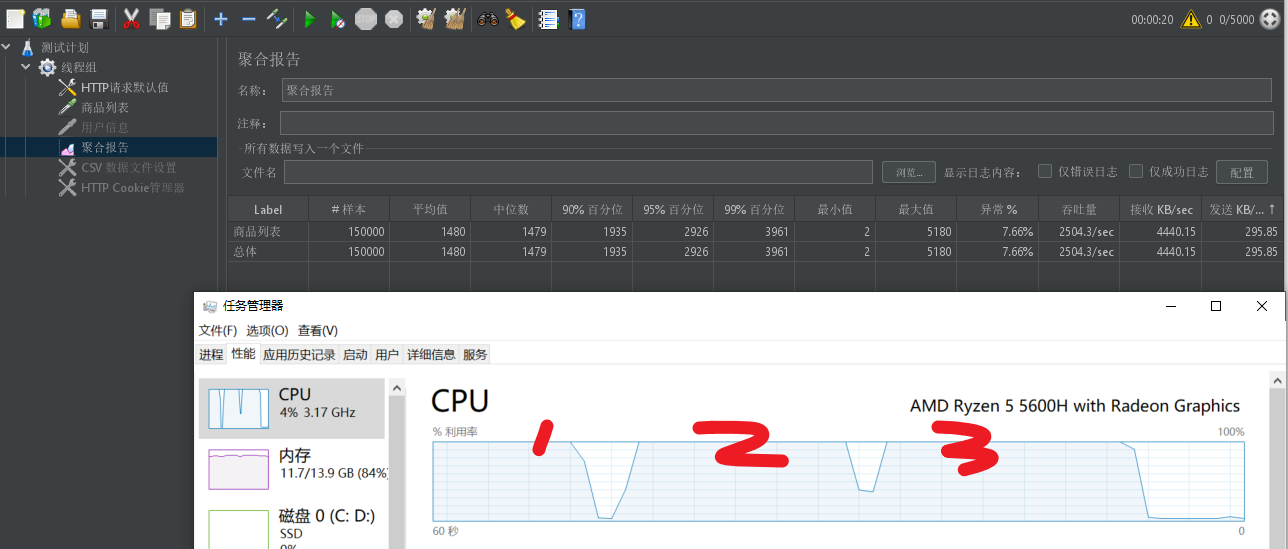 00:00:20 0 0/5000
测试计划
线程组
HTTP请求默认值
商品列表
用户信息
聚合报告
CSV 数据文件设置
HTTP Cookie管理器
聚合报告
名称： 聚合报告
注释：
所有数据写入一个文件
文件名 浏览... 显示日志内容： 仅错误日志 仅成功日志 配置
Label # 样本 平均值 中位数 90% 百分位 95% 百分位 99% 百分位 最小值 最大值 异常 % 吞吐量 接收 KB/sec 发送 KB/... ↑
商品列表 150000 1480 1479 1935 2926 3961 2 5180 7.66% 2504.3/sec 4440.15 295.85
总体 150000 1480 1479 1935 2926 3961 2 5180 7.66% 2504.3/sec 4440.15 295.85
任务管理器
文件(F) 选项(O) 查看(V)
进程 性能 应用历史记录 启动 用户 详细信息 服务
CPU
4% 3.17 GHz
内存
11.7/13.9 GB (84%)
磁盘 0 (C: D:)
SSD
0%
CPU AMD Ryzen 5 5600H with Radeon Graphics
% 利用率 100%
1 2 3
60 秒 0